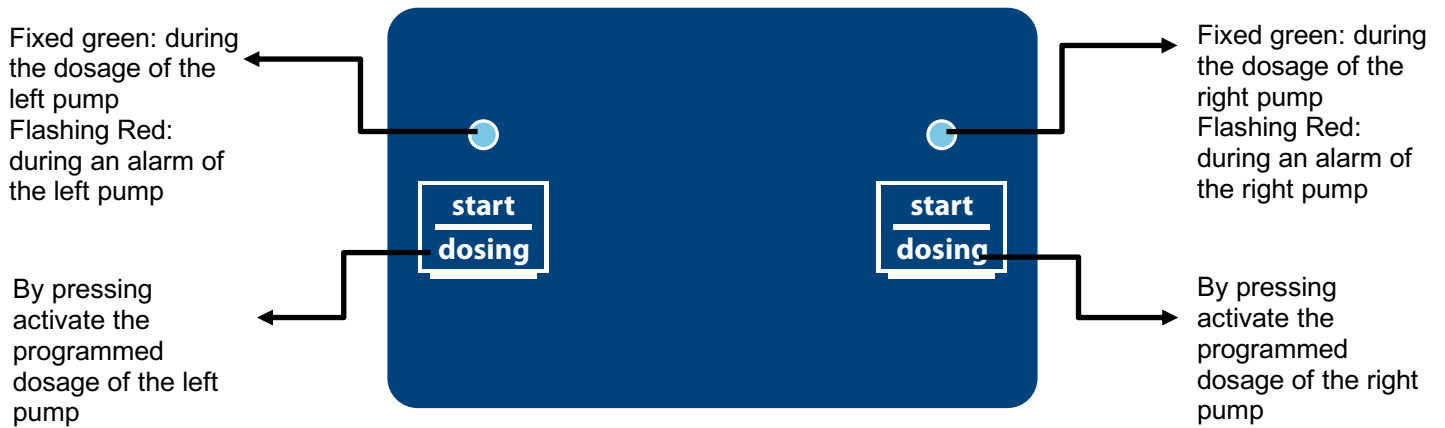 Fixed green: during
the dosage of the
left pump
Flashing Red:
during an alarm of
the left pump
Fixed green: during
the dosage of the
right pump
Flashing Red:
during an alarm of
the right pump
start
dosing
start
dosing
By pressing
activate the
programmed
dosage of the left
pump
By pressing
activate the
programmed
dosage of the right
pump